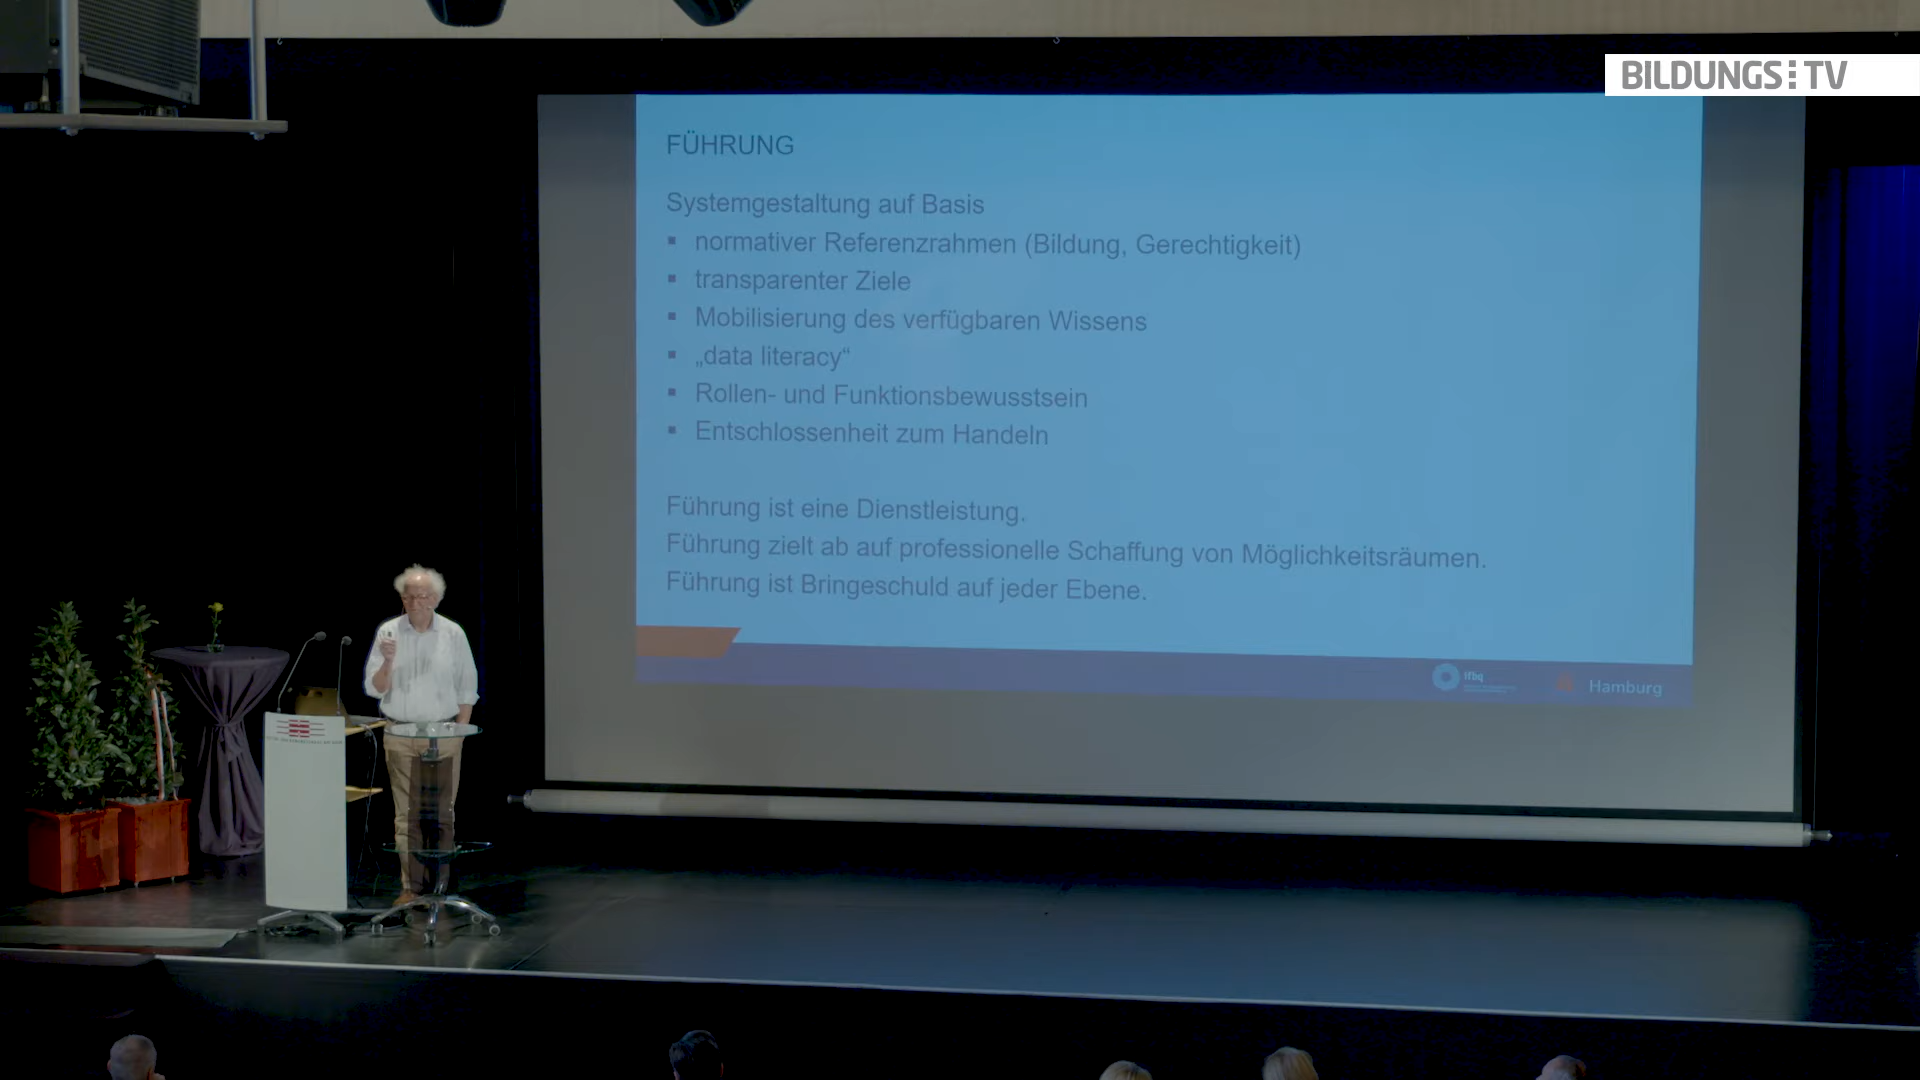 BILDUNGS TV
FÜHRUNG
Systemgestaltung auf Basis
▪ normativer Referenzrahmen (Bildung, Gerechtigkeit)
▪ transparenter Ziele
▪ Mobilisierung des verfügbaren Wissens
▪ „data literacy“
▪ Rollen- und Funktionsbewusstsein
▪ Entschlossenheit zum Handeln
Führung ist eine Dienstleistung.
Führung zielt ab auf professionelle Schaffung von Möglichkeitsräumen.
Führung ist Bringeschuld auf jeder Ebene.
ifbq
Hamburg